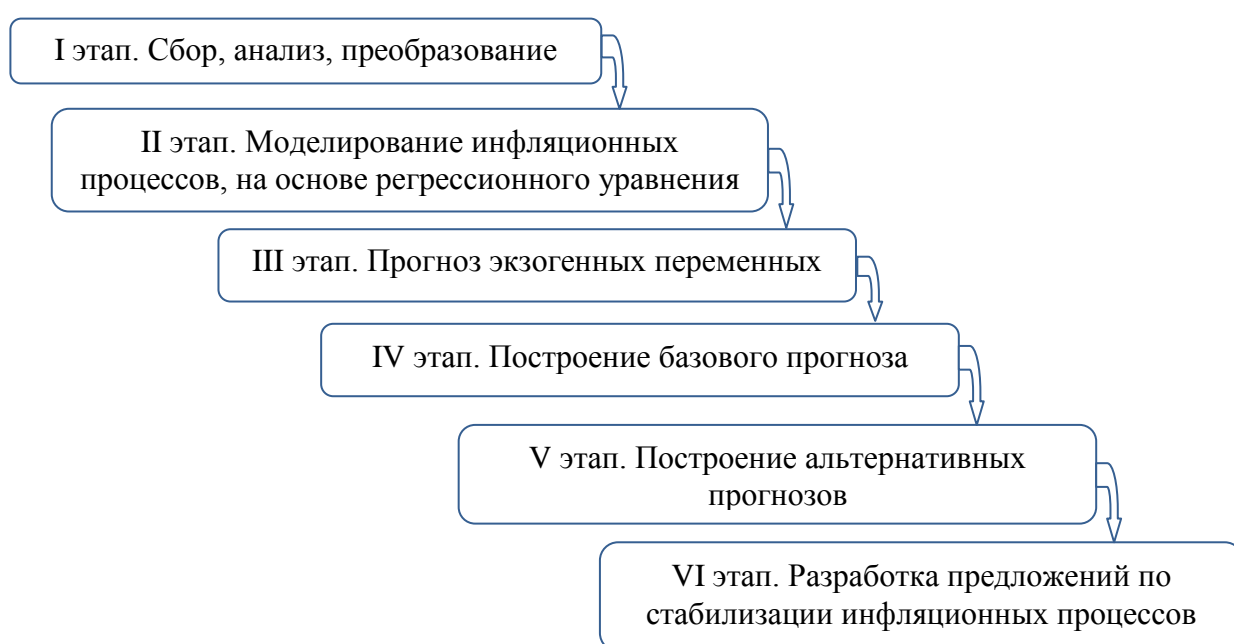 I этап. Сбор, анализ, преобразование
II этап. Моделирование инфляционных
процессов, на основе регрессионного уравнения
III этап. Прогноз экзогенных переменных
IV этап. Построение базового прогноза
V этап. Построение альтернативных
прогнозов
VI этап. Разработка предложений по
стабилизации инфляционных процессов